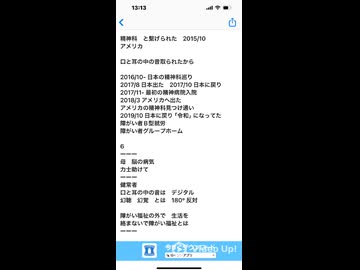 13:13
精神科　と繋げられた　2015/10
アメリカ
口と耳の中の音取られたから
2016/10- 日本の精神科巡り
2017/8 日本出た　2017/10 日本に戻り
2017/11- 最初の精神病院入院
2018/3 アメリカへ出た
アメリカの精神科見つけ通い
2019/10 日本に戻り「令和」になってた
障がい者B型就労
障がい者グループホーム
6
ーーー
母　脳の病気
力士助けて
ーーー
健常者
口と耳の中の音は　デジタル
幻聴　幻覚　とは　180° 反対
障がい福祉の外で　生活を
絡まないで障がい福祉とは
ーーー
Up!